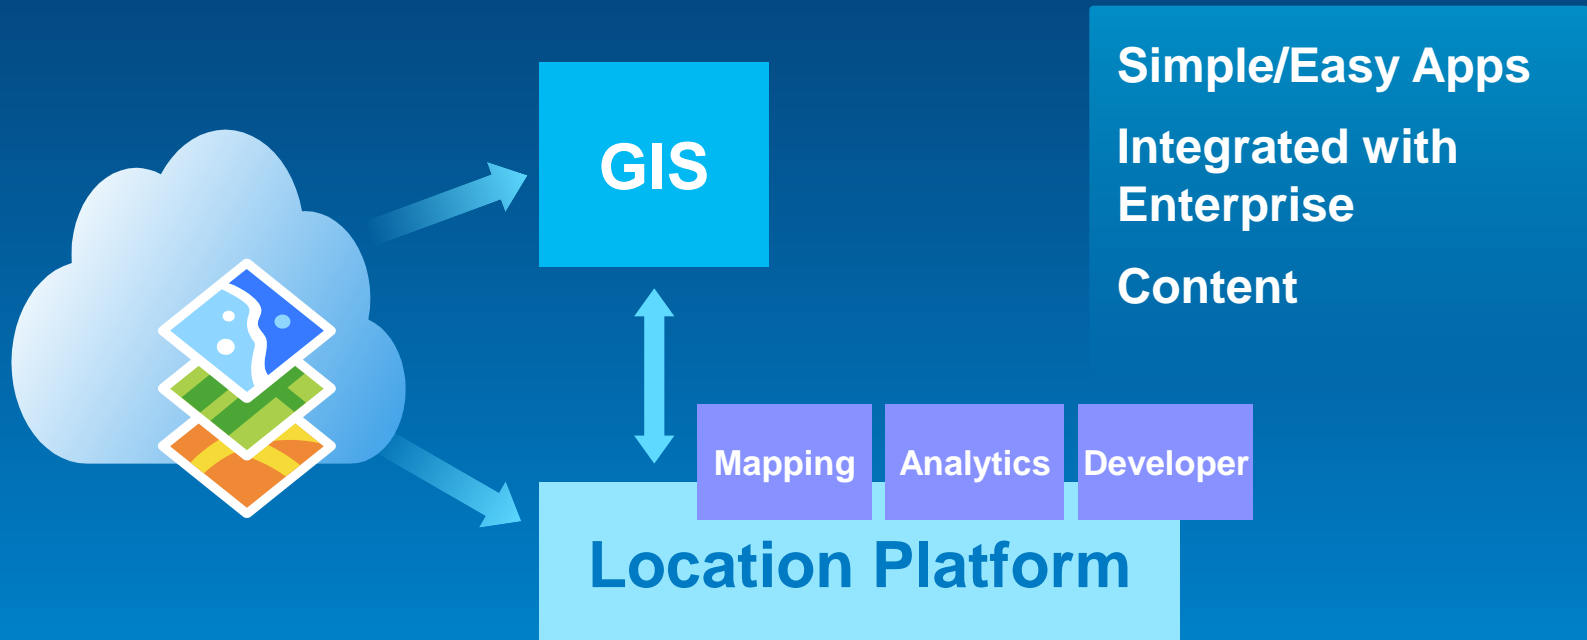 GIS
Simple/Easy Apps
Integrated with
Enterprise
Content
Mapping
Analytics
Developer
Location Platform